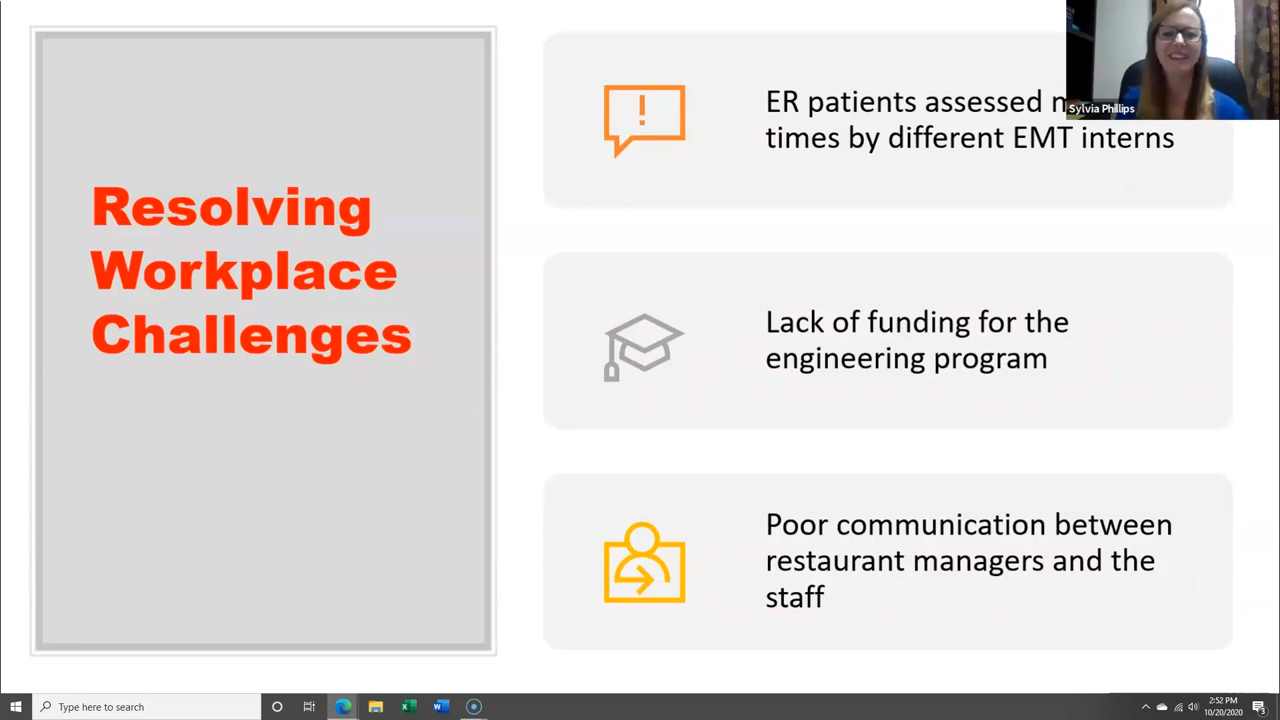 Resolving
Workplace
Challenges
ER patients assessed
times by different EMT interns
Lack of funding for the
engineering program
Poor communication between
restaurant managers and the
staff
Sylvia Phillips
Type here to search
2:52 PM
10/20/2020
3